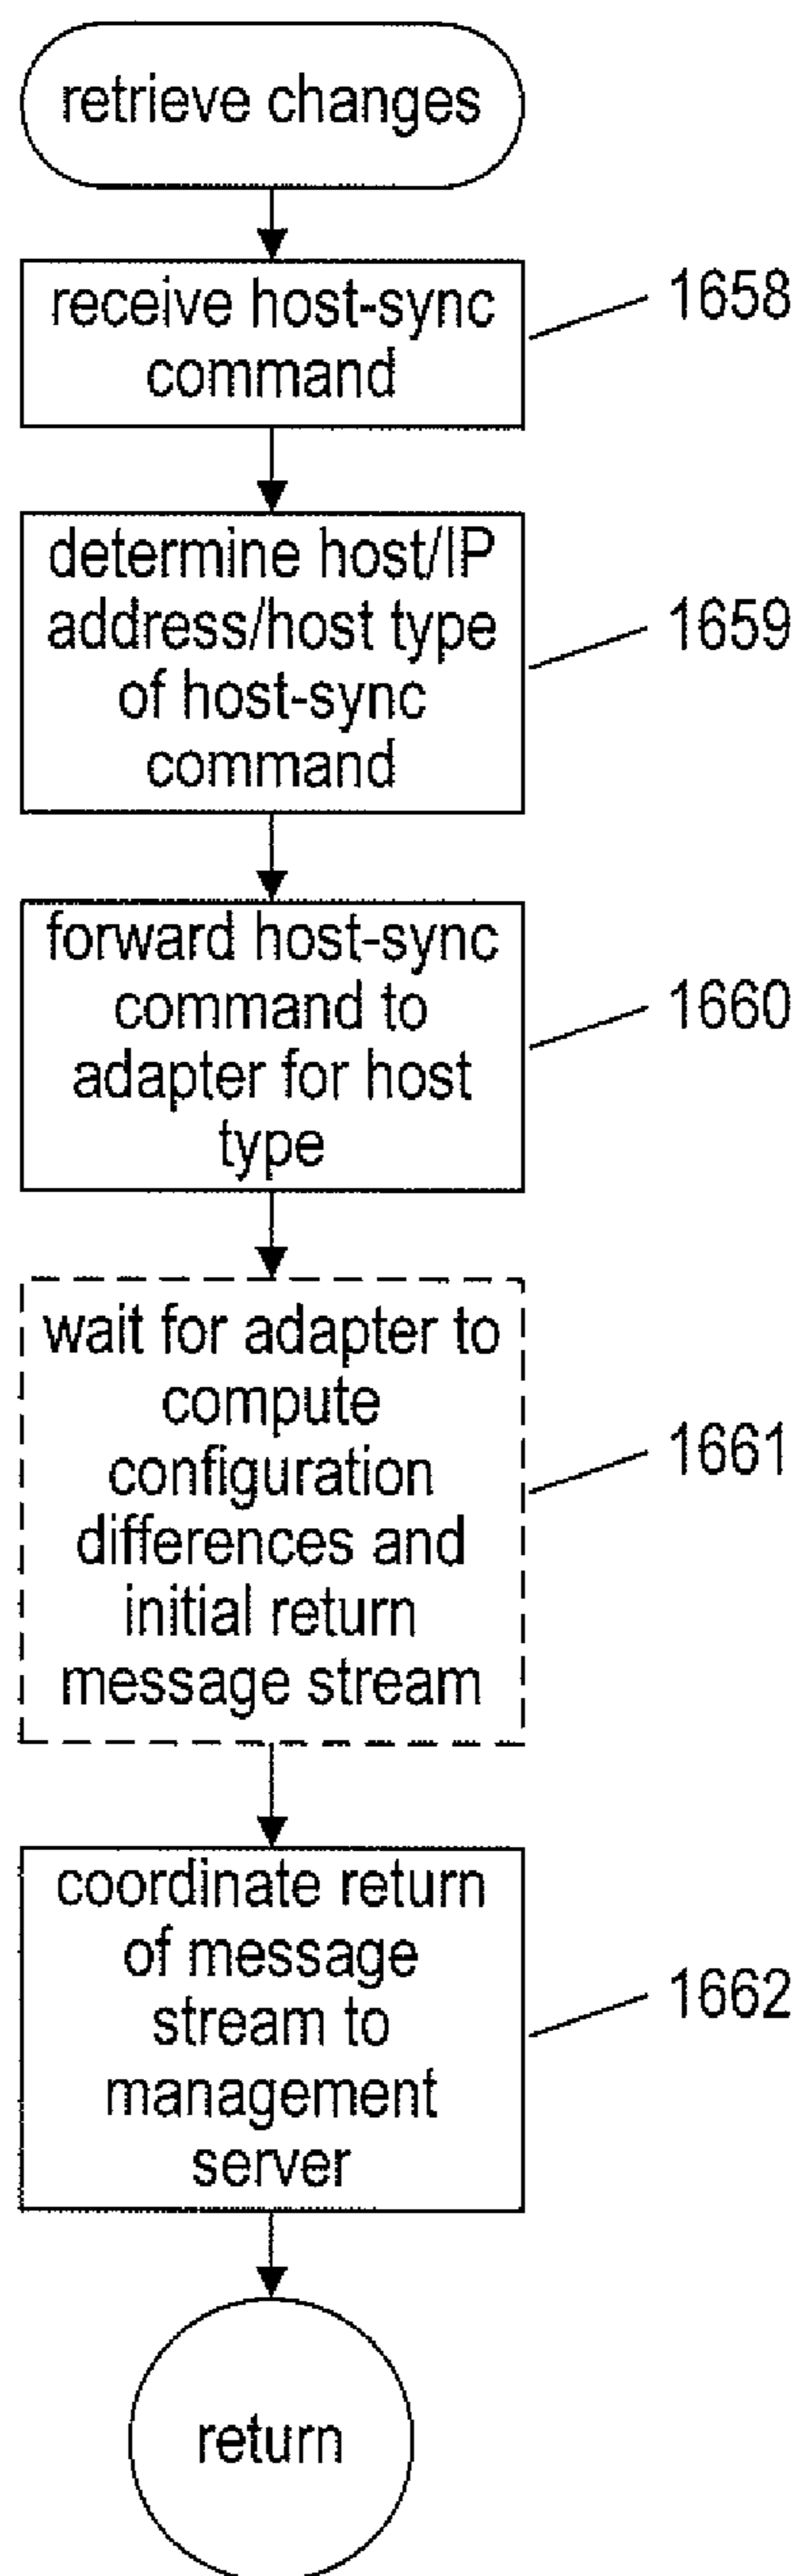 retrieve changes
receive host-sync
command
1658
determine host/IP
address/host type
of host-sync
command
1659
forward host-sync
command to
adapter for host
type
1660
wait for adapter to
compute
configuration
differences and
initial return
message stream
1661
coordinate return
of message
stream to
management
server
1662
return